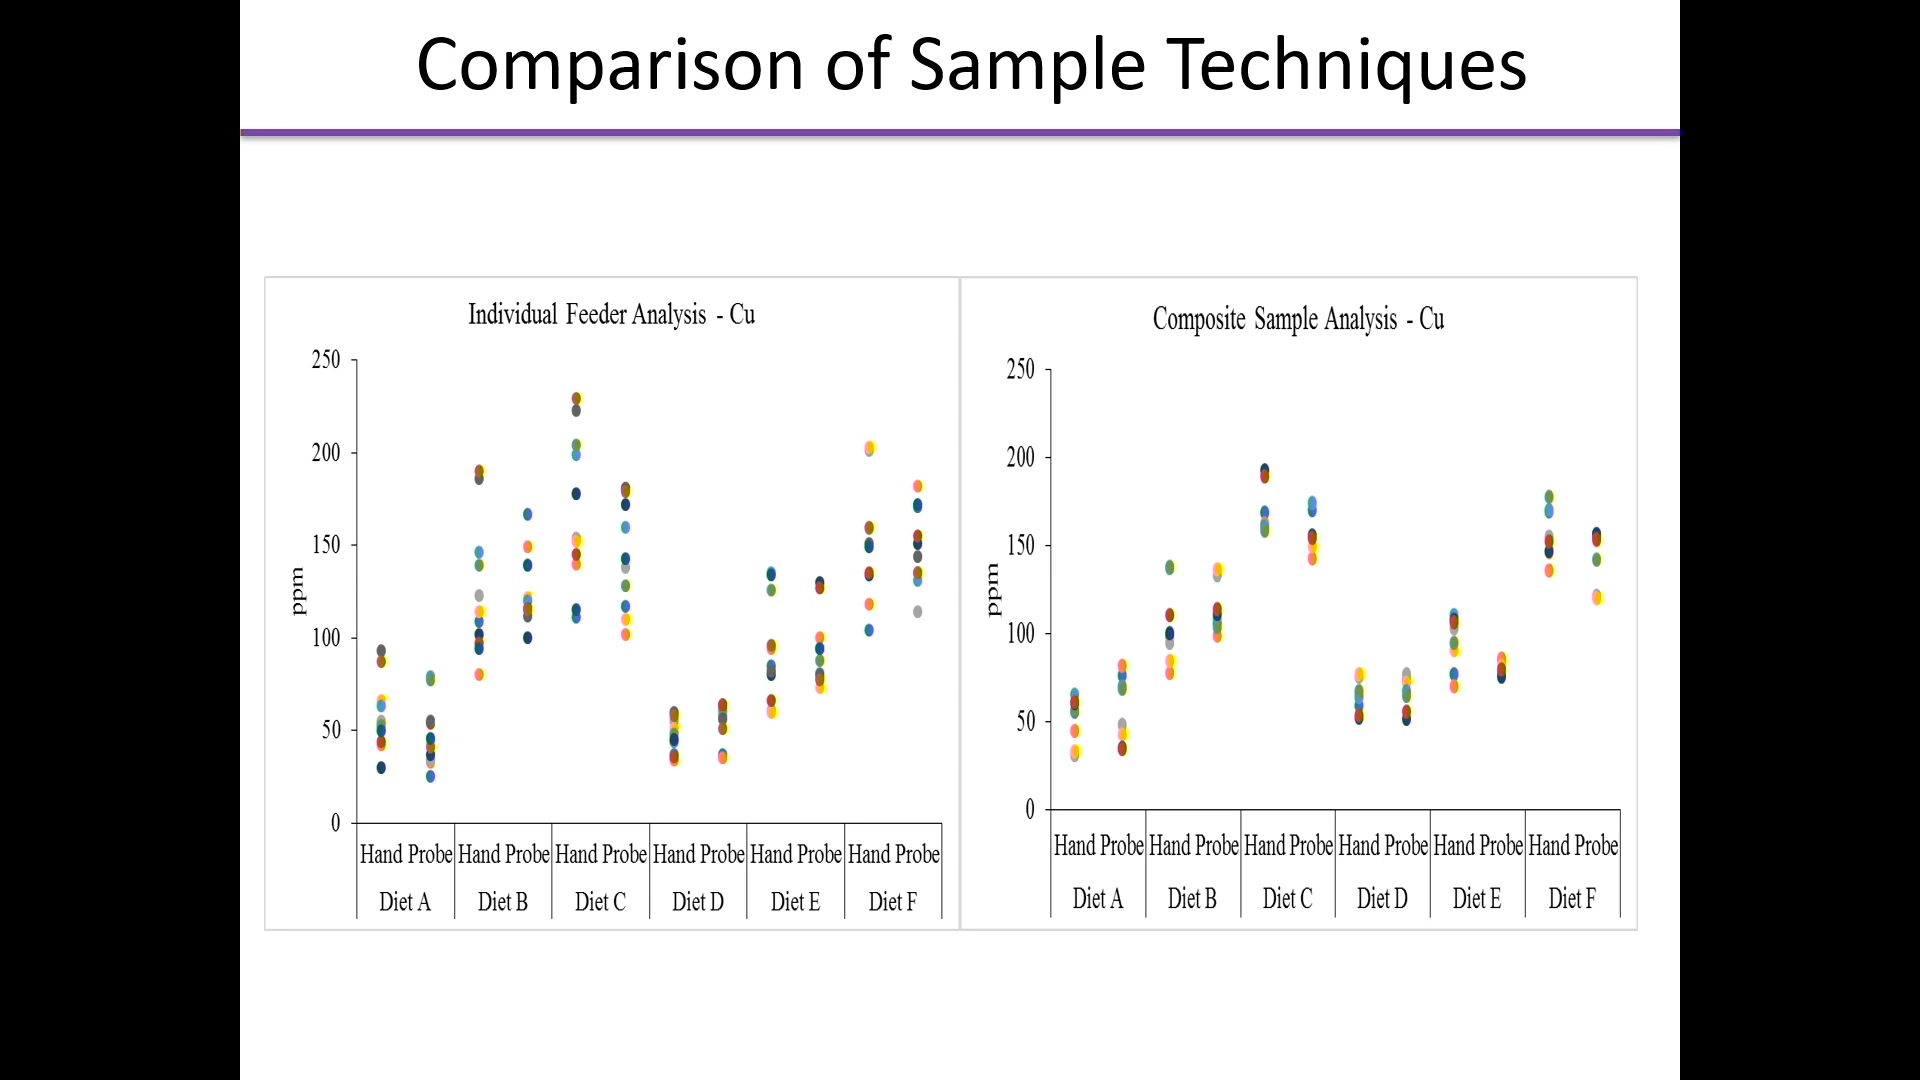 Comparison of Sample Techniques
Individual Feeder Analysis - Cu
250
200
150
100
50
0
ppm
Hand Probe Hand Probe Hand Probe Hand Probe Hand Probe Hand Probe
Diet A Diet B Diet C Diet D Diet E Diet F
Composite Sample Analysis - Cu
250
200
150
100
50
0
ppm
Hand Probe Hand Probe Hand Probe Hand Probe Hand Probe Hand Probe
Diet A Diet B Diet C Diet D Diet E Diet F